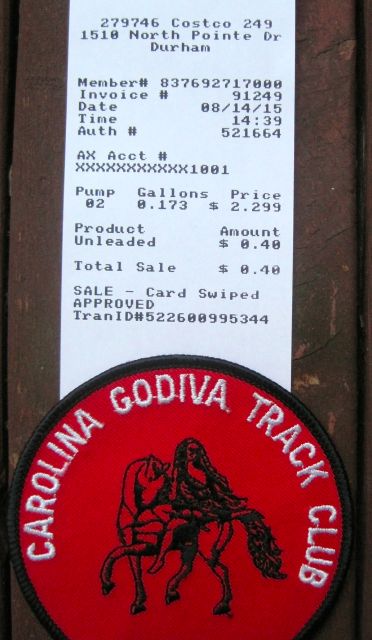 279746 Costco 249
1510 North Pointe Dr
Durham
Member# 837692717000
Invoice # 91249
Date 08/14/15
Time 14:39
Auth # 521664
AX Acct #
XXXXXXXXXXX1001
Pump Gallons Price
02 0.173 $ 2.299
Product Amount
Unleaded $ 0.40
Total Sale $ 0.40
SALE - Card Swiped
APPROVED
TranID#522600995344
CAROLINA GODIVA TRACK CLUB